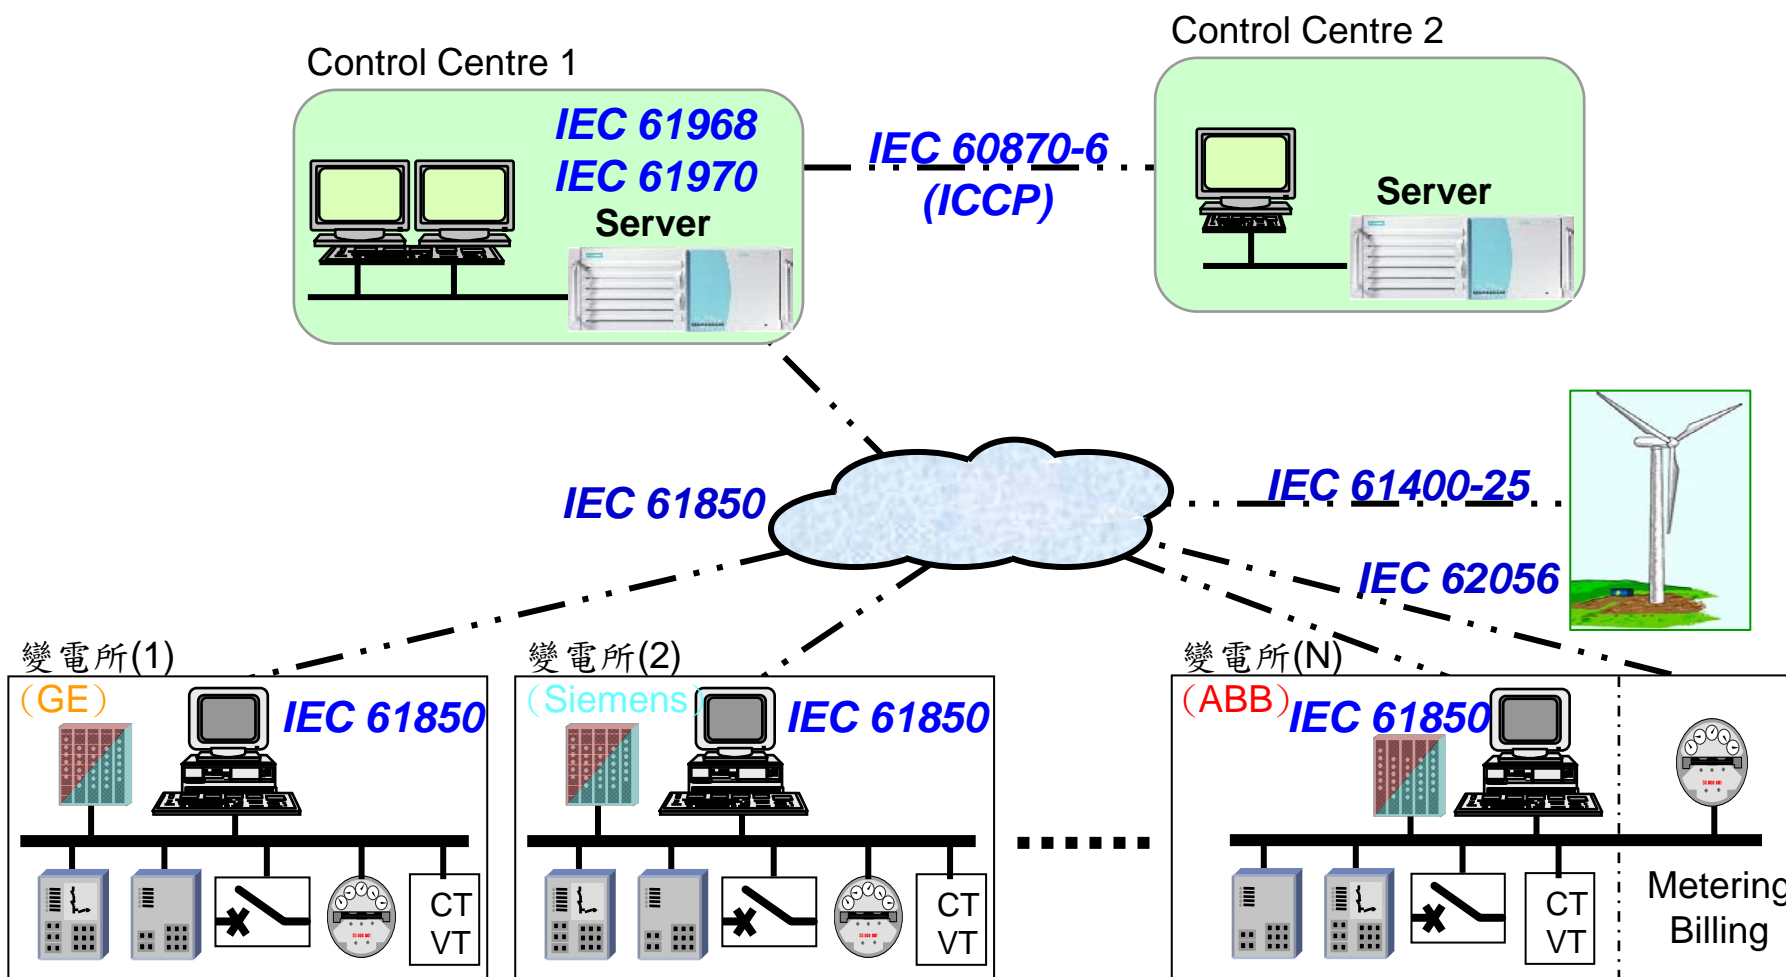 Control Centre 1
Control Centre 2
IEC 61968
IEC 61970
Server
IEC 60870-6
(ICCP)
Server
IEC 61850
IEC 61400-25
IEC 62056
變電所(1)
(GE)
IEC 61850
CT
VT
變電所(2)
(Siemens)
IEC 61850
CT
VT
變電所(N)
(ABB)
IEC 61850
CT
VT
Metering
Billing